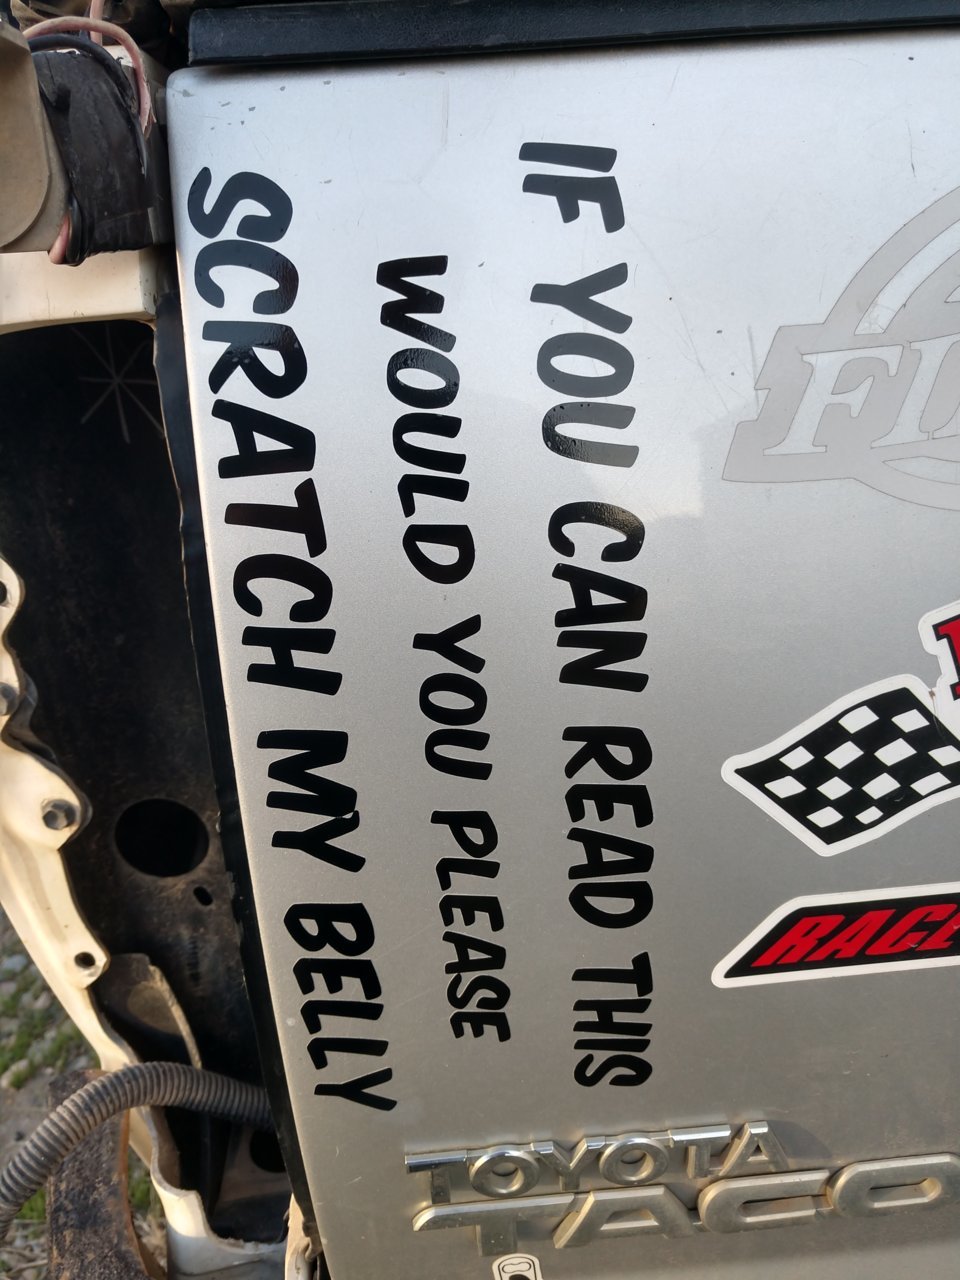 IF YOU CAN READ THIS
WOULD YOU PLEASE
SCRATCH MY BELLY
TOYOTA